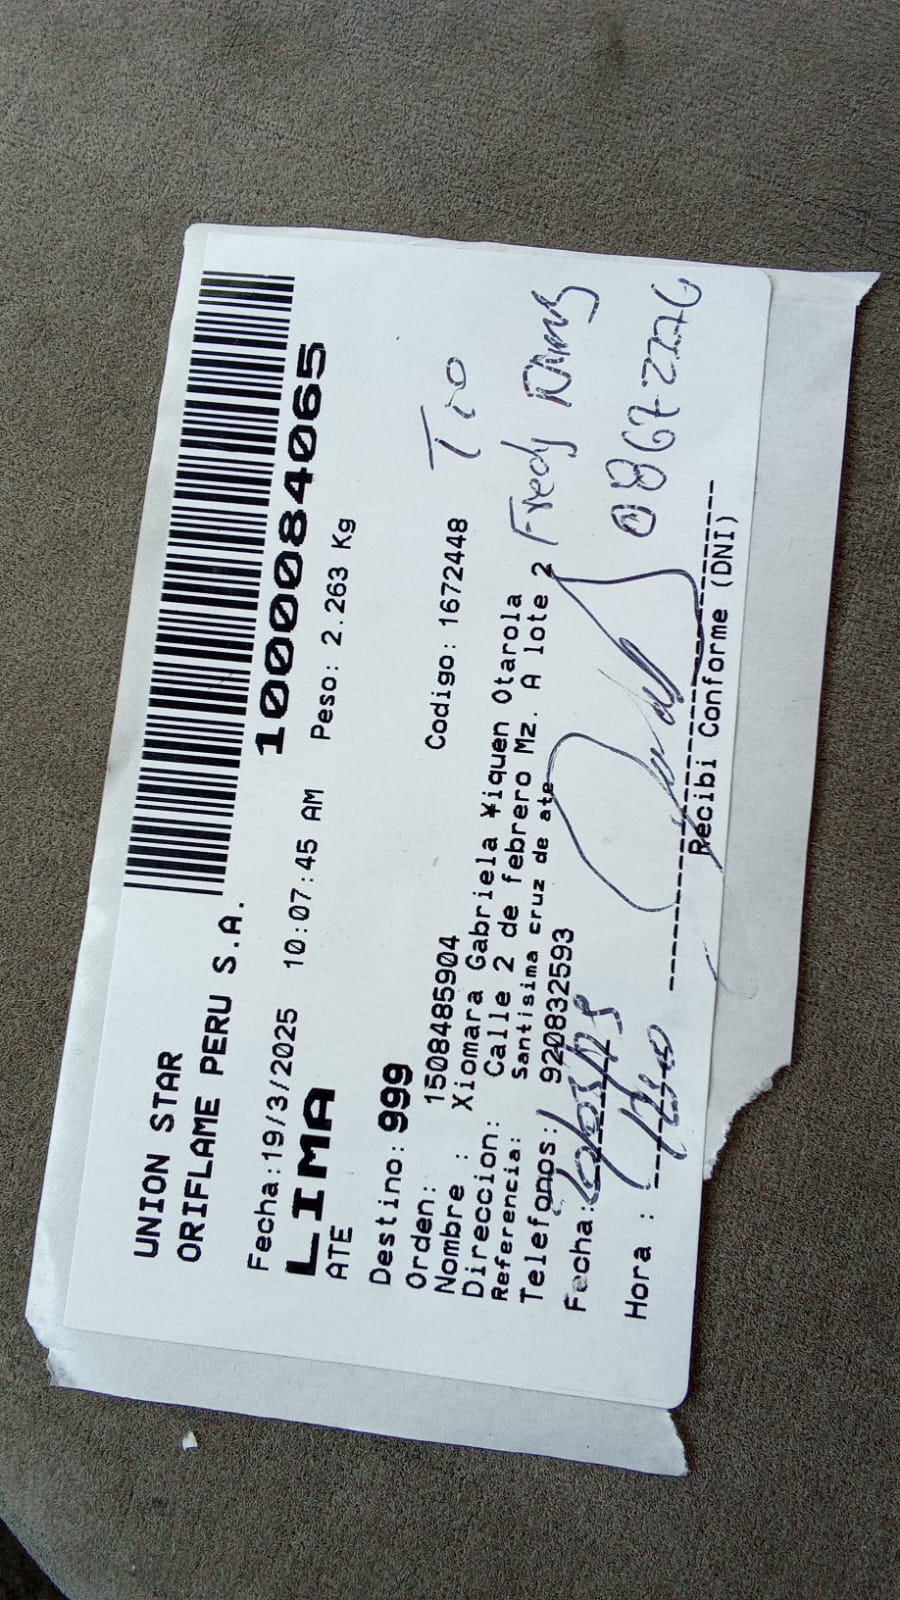 UNION STAR
ORIFLAME PERU S.A.
1000084065
Fecha:19/3/2025 10:07:45 AM Peso: 2.263 Kg
LIMA
ATE
Destino: 999
Orden: 1508485904 Codigo: 1672448
Tio
Nombre : Xiomara Gabriela ¥iquen Otarola
Direccion: Calle 2 de febrero Mz. A lote 2
Fredy
Referencia: Santisima cruz de ate
Telefonos: 920832593
Fecha:
Hora :
Recibi Conforme (DNI)